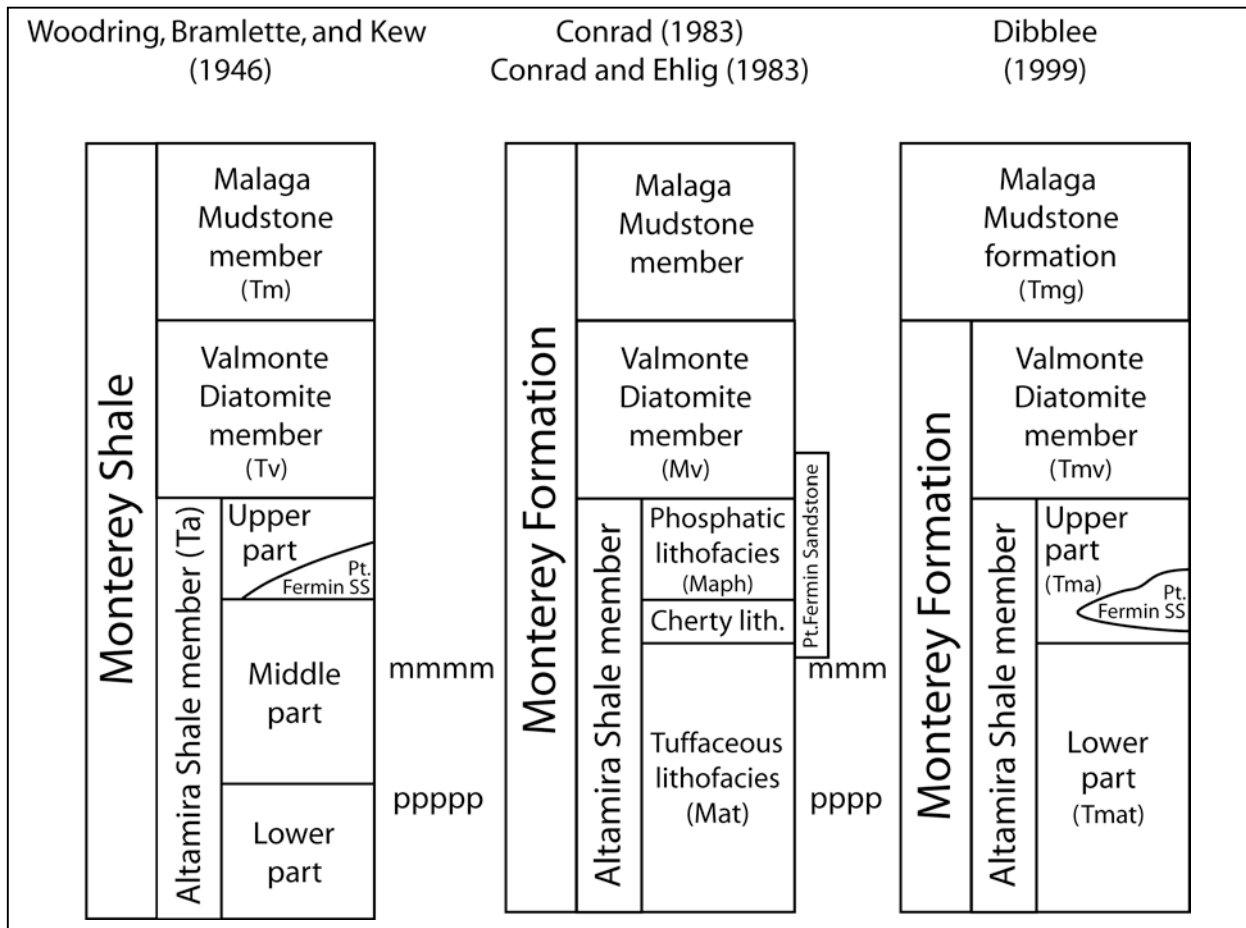 Woodring, Bramlette, and Kew
(1946)
Monterey Shale
Malaga
Mudstone
member
(Tm)
Valmonte
Diatomite
member
(Tv)
Altamira Shale member (Ta)
Upper
part
Pt.
Fermin SS
Middle
part
Lower
part
mmmm
ppppp
Conrad (1983)
Conrad and Ehlig (1983)
Monterey Formation
Malaga
Mudstone
member
Valmonte
Diatomite
member
(Mv)
Altamira Shale member
Phosphatic
lithofacies
(Maph)
Cherty lith.
Tuffaceous
lithofacies
(Mat)
Pt.Fermin Sandstone
mmm
pppp
Dibblee
(1999)
Malaga
Mudstone
formation
(Tmg)
Monterey Formation
Valmonte
Diatomite
member
(Tmv)
Altamira Shale member
Upper
part
(Tma)
Pt.
Fermin SS
Lower
part
(Tmat)